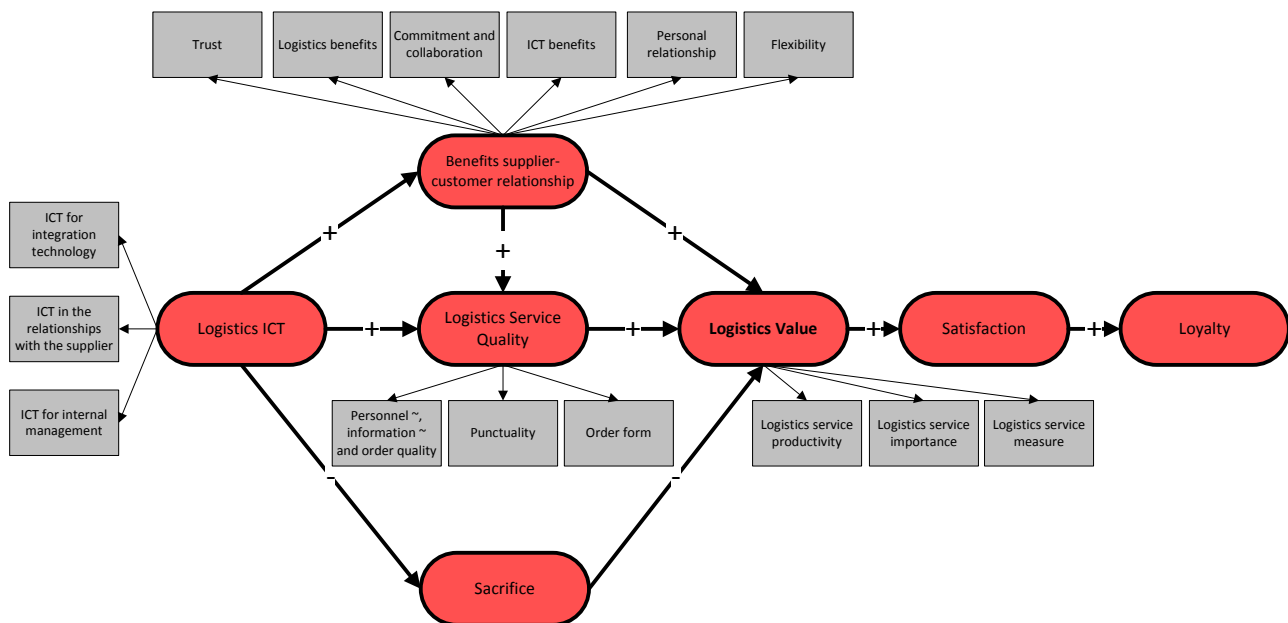 Trust
Logistics benefits
Commitment and
collaboration
ICT benefits
Personal
relationship
Flexibility
Benefits supplier-
customer relationship
+
+
+
ICT for
integration
technology
ICT in the
relationships
with the supplier
ICT for internal
management
Logistics ICT
+
Logistics Service
Quality
+
Logistics Value
+
Satisfaction
+
Loyalty
Personnel ~,
information ~
and order quality
Punctuality
Order form
Logistics service
productivity
Logistics service
importance
Logistics service
measure
-
-
Sacrifice